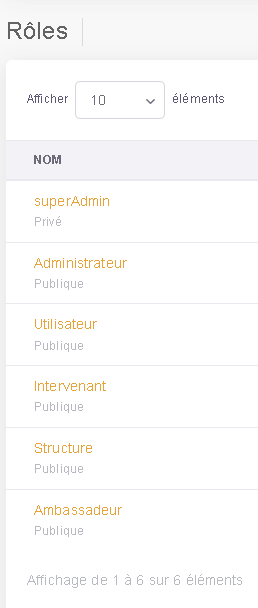 Rôles
Afficher 10 éléments
NOM
superAdmin
Privé
Administrateur
Publique
Utilisateur
Publique
Intervenant
Publique
Structure
Publique
Ambassadeur
Publique
Affichage de 1 à 6 sur 6 éléments